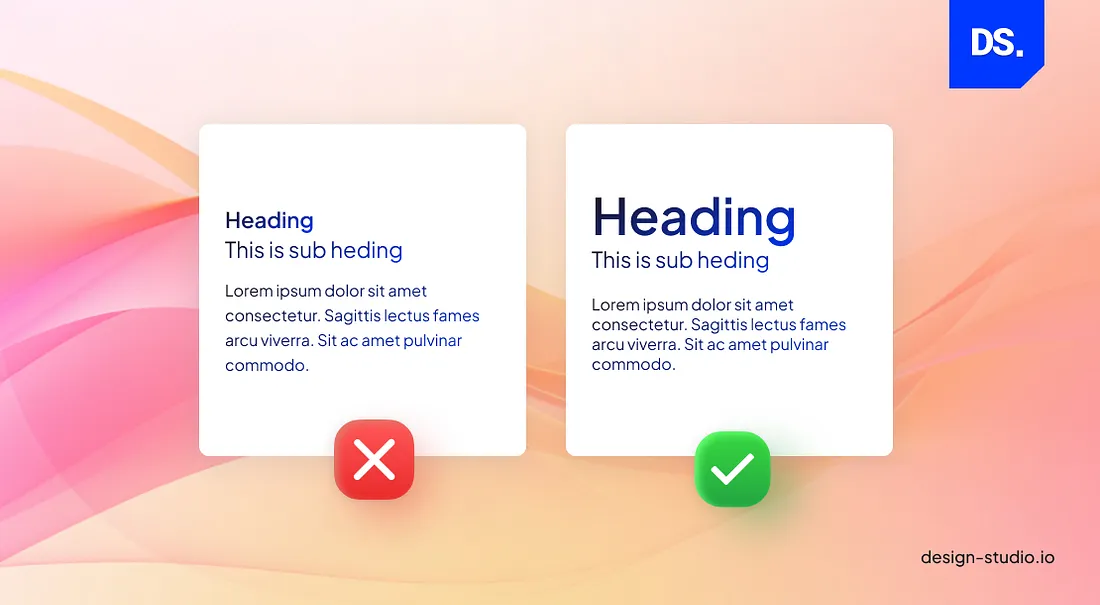 DS.
Heading
This is sub heding
Lorem ipsum dolor sit amet
consectetur. Sagittis lectus fames
arcu viverra. Sit ac amet pulvinar
commodo.
Heading
This is sub heding
Lorem ipsum dolor sit amet
consectetur. Sagittis lectus fames
arcu viverra. Sit ac amet pulvinar
commodo.
design-studio.io